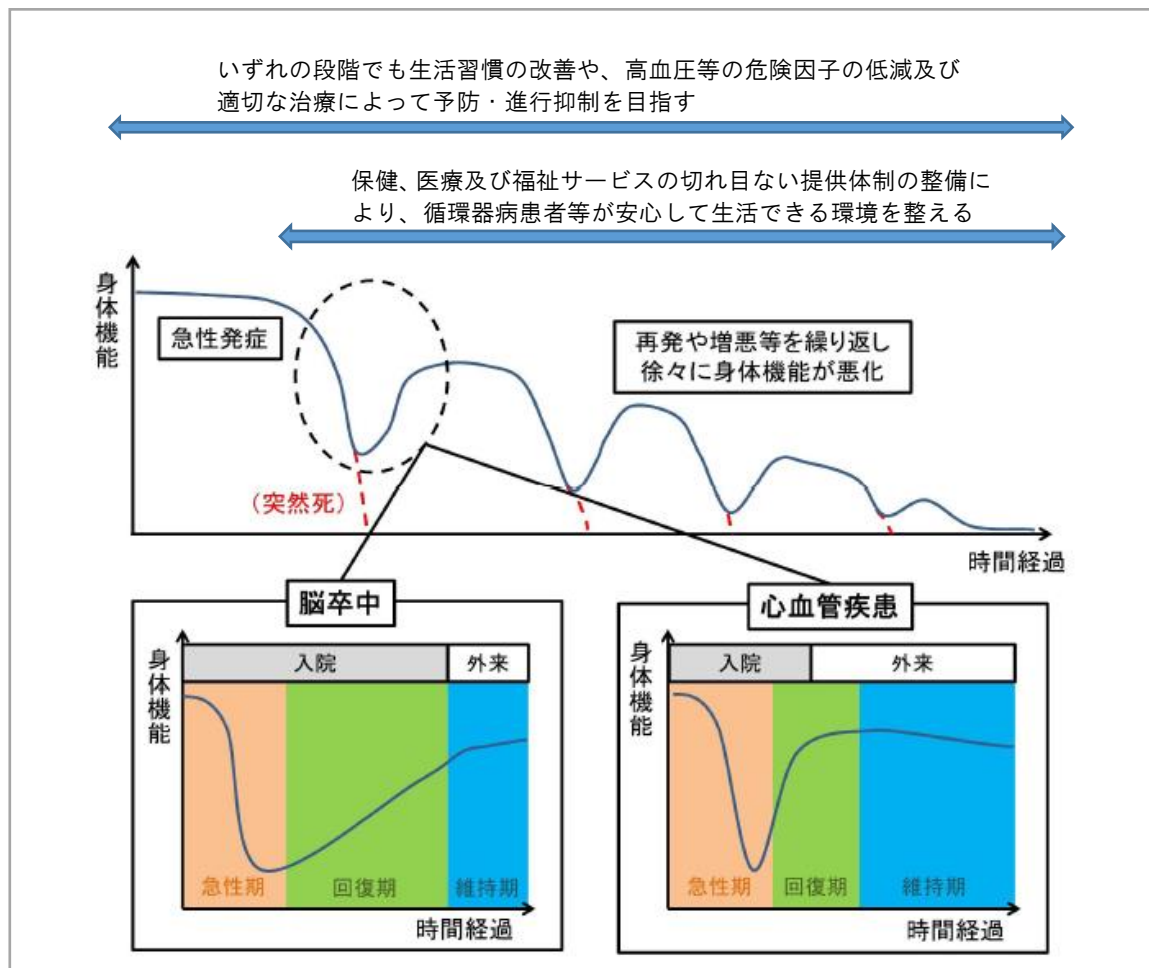 いずれの段階でも生活習慣の改善や、高血圧等の危険因子の低減及び
適切な治療によって予防・進行抑制を目指す
保健、医療及び福祉サービスの切れ目ない提供体制の整備に
より、循環器病患者等が安心して生活できる環境を整える
身体機能
急性発症
再発や増悪等を繰り返し
徐々に身体機能が悪化
（突然死）
時間経過
脳卒中
身体機能
入院
外来
急性期
回復期
維持期
時間経過
心血管疾患
身体機能
入院
外来
急性期
回復期
維持期
時間経過